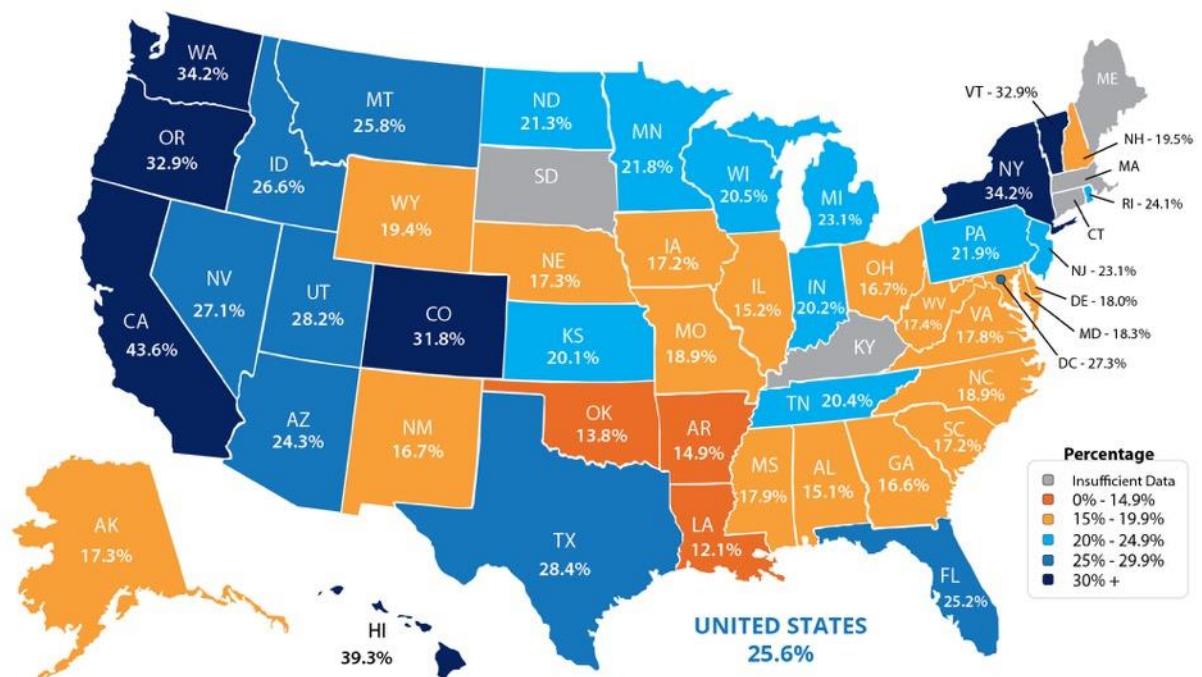 WA
34.2%
OR
32.9%
CA
43.6%
ID
26.6%
NV
27.1%
MT
25.8%
WY
19.4%
UT
28.2%
AZ
24.3%
CO
31.8%
NM
16.7%
ND
21.3%
SD
NE
17.3%
KS
20.1%
OK
13.8%
TX
28.4%
MN
21.8%
IA
17.2%
MO
18.9%
AR
14.9%
LA
12.1%
WI
20.5%
IL
15.2%
MI
23.1%
IN
20.2%
OH
16.7%
KY
TN 20.4%
MS
17.9%
AL
15.1%
GA
16.6%
FL
25.2%
SC
17.2%
NC
18.9%
VA
17.8%
WV
17.4%
PA
21.9%
NY
34.2%
VT - 32.9%
ME
NH - 19.5%
MA
RI - 24.1%
CT
NJ - 23.1%
DE - 18.0%
MD - 18.3%
DC - 27.3%
AK
17.3%
HI
39.3%
UNITED STATES
25.6%
Percentage
Insufficient Data
0% - 14.9%
15% - 19.9%
20% - 24.9%
25% - 29.9%
30% +